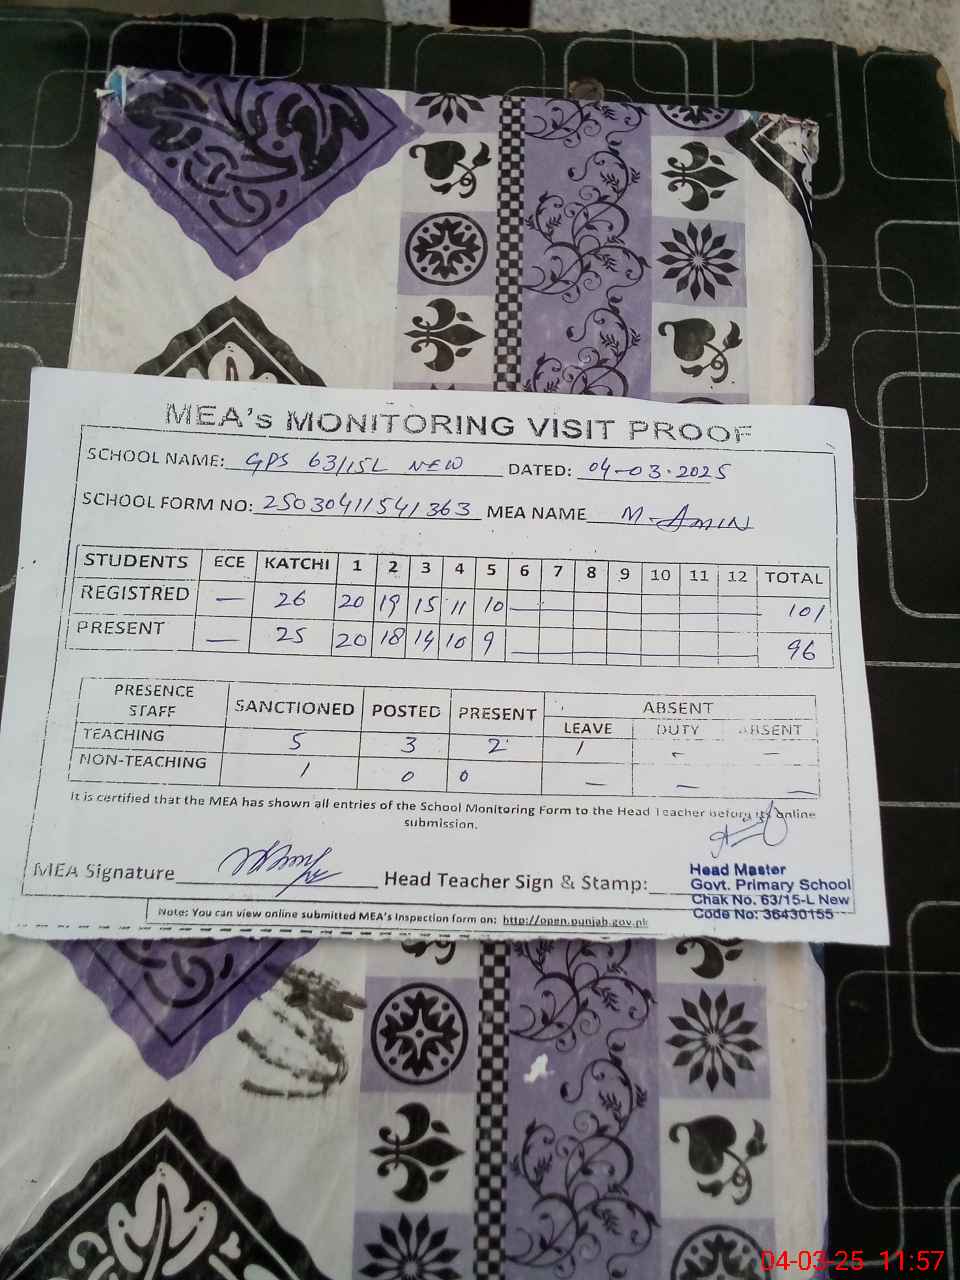 MEA's MONITORING VISIT PROOF
SCHOOL NAME: GPS 63/15L NEW DATED: 04-03-2025
SCHOOL FORM NO: 25030411541363 MEA NAME M. Amin
STUDENTS ECE KATCHI 1 2 3 4 5 6 7 8 9 10 11 12 TOTAL
REGISTRED — 26 20 19 15 11 10 — 101
PRESENT — 25 20 18 14 10 9 — 96
PRESENCE STAFF SANCTIONED POSTED PRESENT ABSENT
LEAVE DUTY ABSENT
TEACHING 5 3 2 1 - —
NON-TEACHING 1 0 0 — — —
It is certified that the MEA has shown all entries of the School Monitoring Form to the Head Teacher before its online
submission.
MEA Signature Head Teacher Sign & Stamp:
Head Master
Govt. Primary School
Chak No. 63/15-L New
Code No: 36430155
Note: You can view online submitted MEA's Inspection form on: http://open.punjab.gov.pk
04-03-25 11:57